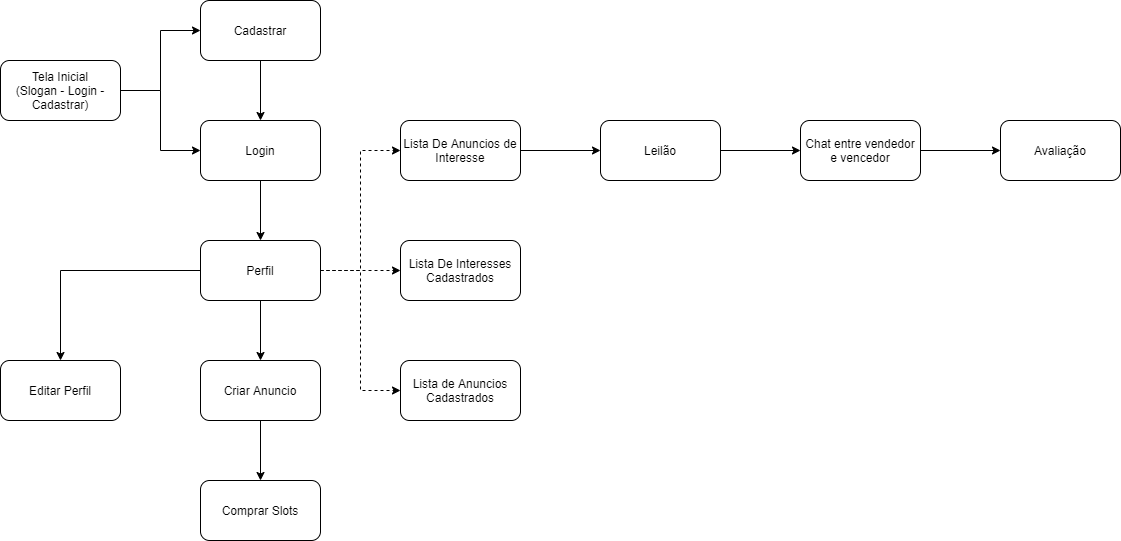 Cadastrar
Tela Inicial
(Slogan - Login -
Cadastrar)
Login
Lista De Anuncios de
Interesse
Leilão
Chat entre vendedor
e vencedor
Avaliação
Perfil
Lista De Interesses
Cadastrados
Editar Perfil
Criar Anuncio
Lista de Anuncios
Cadastrados
Comprar Slots